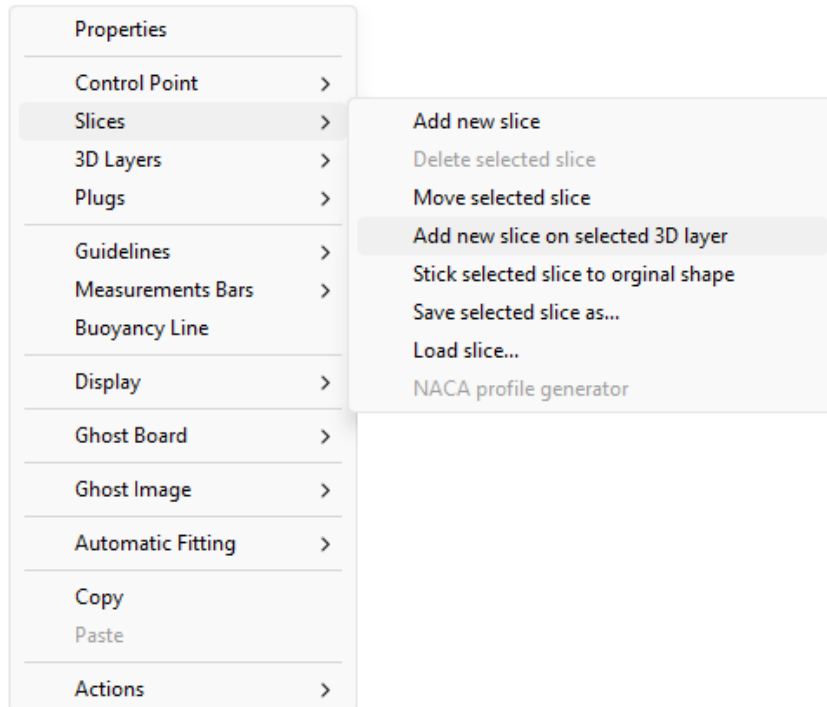 Properties
Control Point
Slices
3D Layers
Plugs
Guidelines
Measurements Bars
Buoyancy Line
Display
Ghost Board
Ghost Image
Automatic Fitting
Copy
Paste
Actions
Add new slice
Delete selected slice
Move selected slice
Add new slice on selected 3D layer
Stick selected slice to orginal shape
Save selected slice as...
Load slice...
NACA profile generator